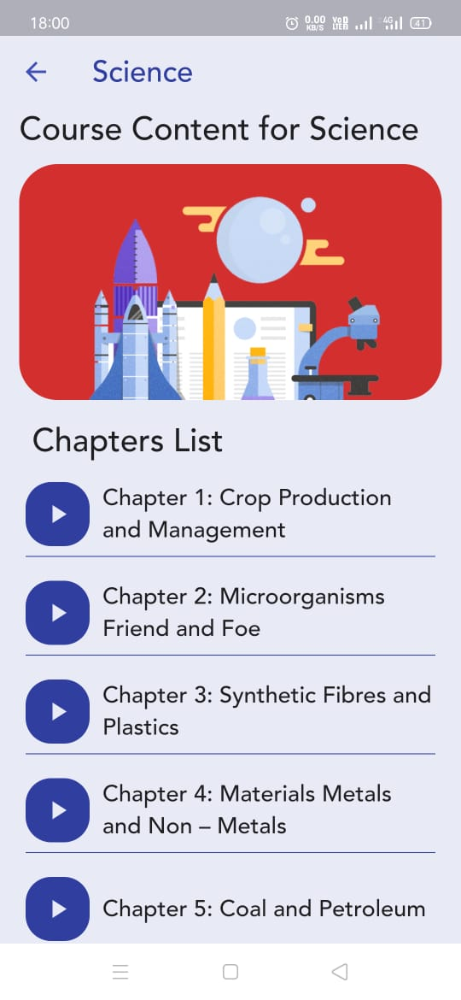 18:00
0.00 KB/S Vo) LTE 4G 41
Science
Course Content for Science
Chapters List
Chapter 1: Crop Production
and Management
Chapter 2: Microorganisms
Friend and Foe
Chapter 3: Synthetic Fibres and
Plastics
Chapter 4: Materials Metals
and Non – Metals
Chapter 5: Coal and Petroleum